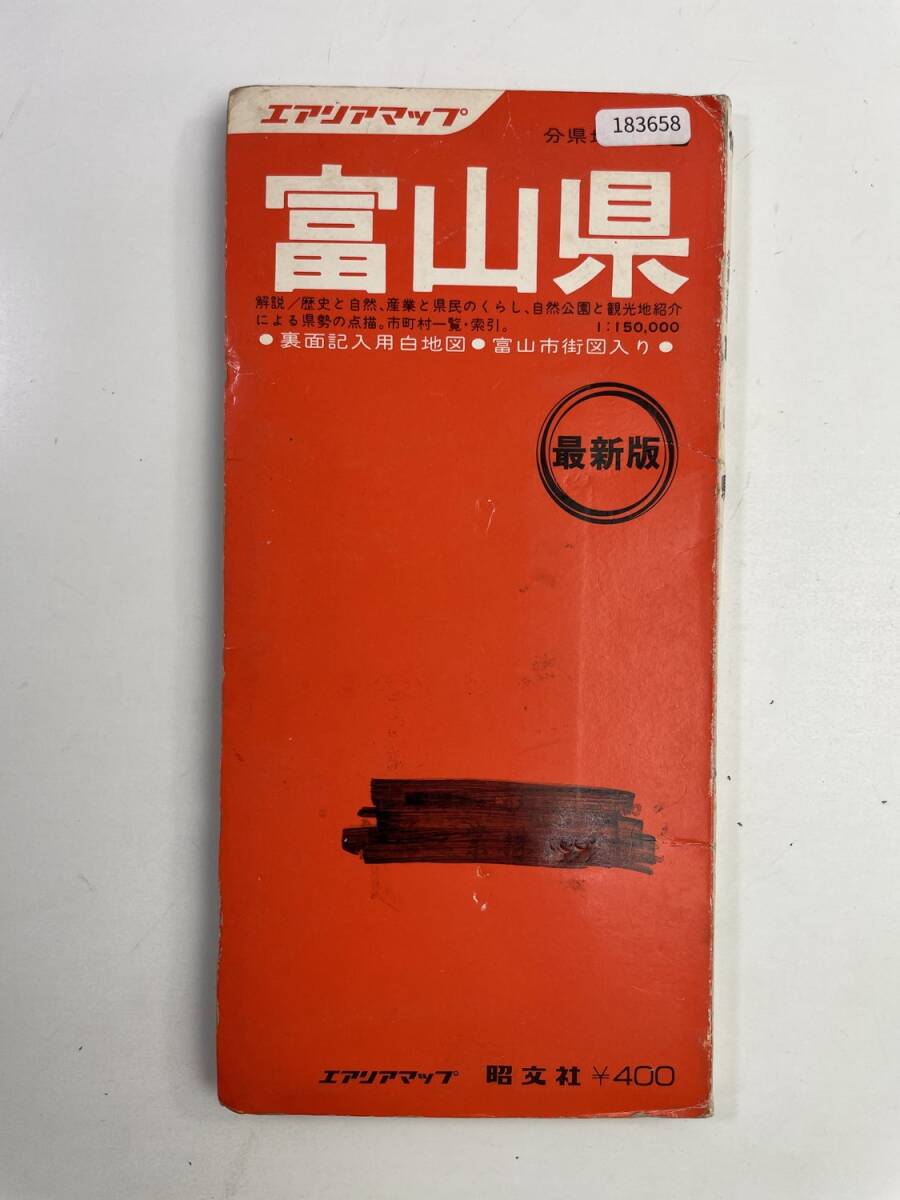 エアリアマップ
183658
分県
富山県
解説/歴史と自然、産業と県民のくらし、自然公園と観光地紹介
による県勢の点描。市町村一覧・索引。 1:150,000
●裏面記入用白地図●富山市街図入り●
最新版
エアリアマップ 昭文社 ¥400